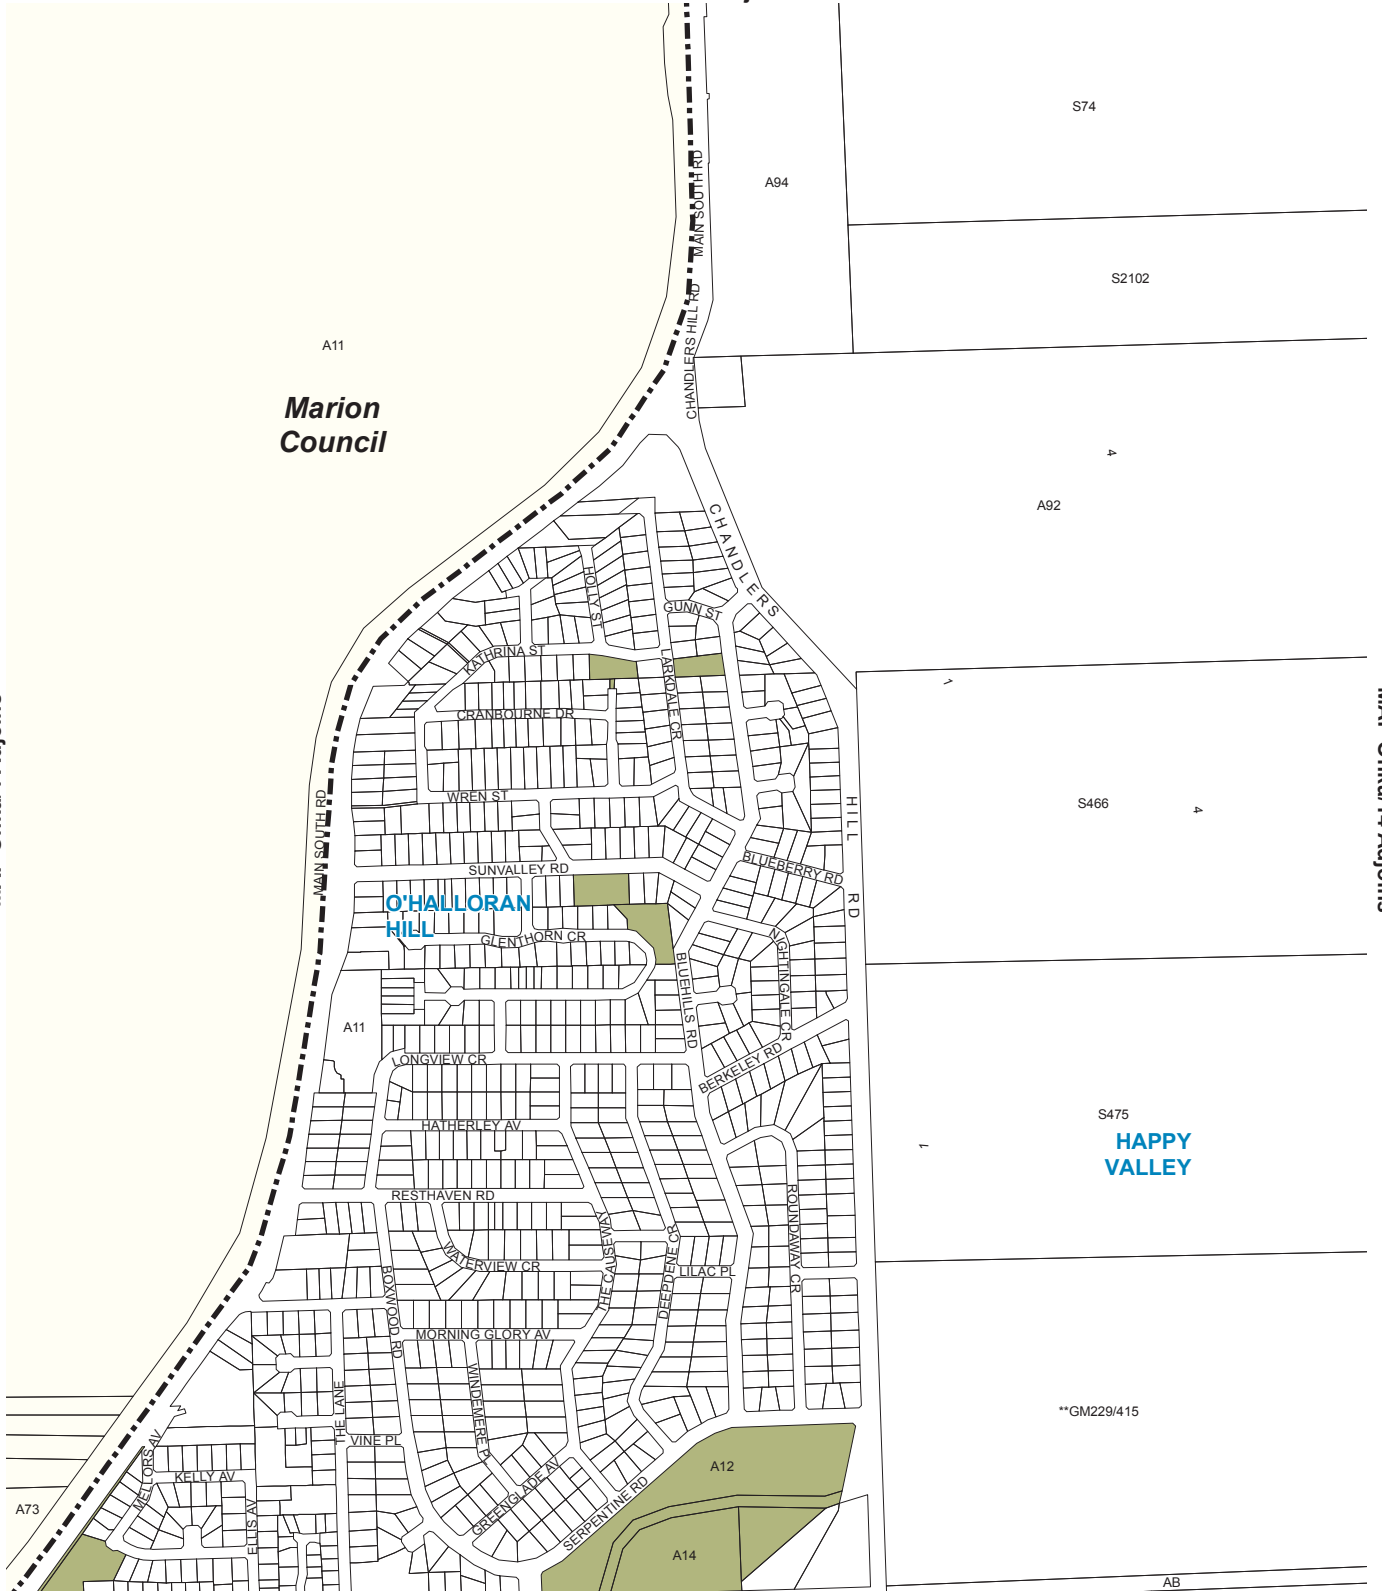 S74
A94
MAIN SOUTH RD
S2102
CHANDLERS HILL RD
A11
Marion
Council
4
A92
CHANDLERS
HOLLY ST
GUNN ST
KATHRINA ST
LARKDALE CR
1
CRANBOURNE DR
WREN ST
HILL RD
S466
4
MAIN SOUTH RD
SUNVALLEY RD
BLUEBERRY RD
O'HALLORAN
HILL
GLENTHORN CR
NIGHTINGALE CR
BLUEHILLS RD
A11
LONGVIEW CR
BERKELEY RD
S475
HATHERLEY AV
1
HAPPY
VALLEY
RESTHAVEN RD
ROUNDAWAY CR
THE CAUSEWAY
DEEPDENE CR
WATERVIEW CR
LILAC PL
BOXWOOD RD
MORNING GLORY AV
WINDEMERE P
THE LANE
**GM229/415
VINE PL
MELLORS AV
KELLY AV
A12
GREENGLADE AV
SERPENTINE RD
A73
ELLIS AV
A14
AB